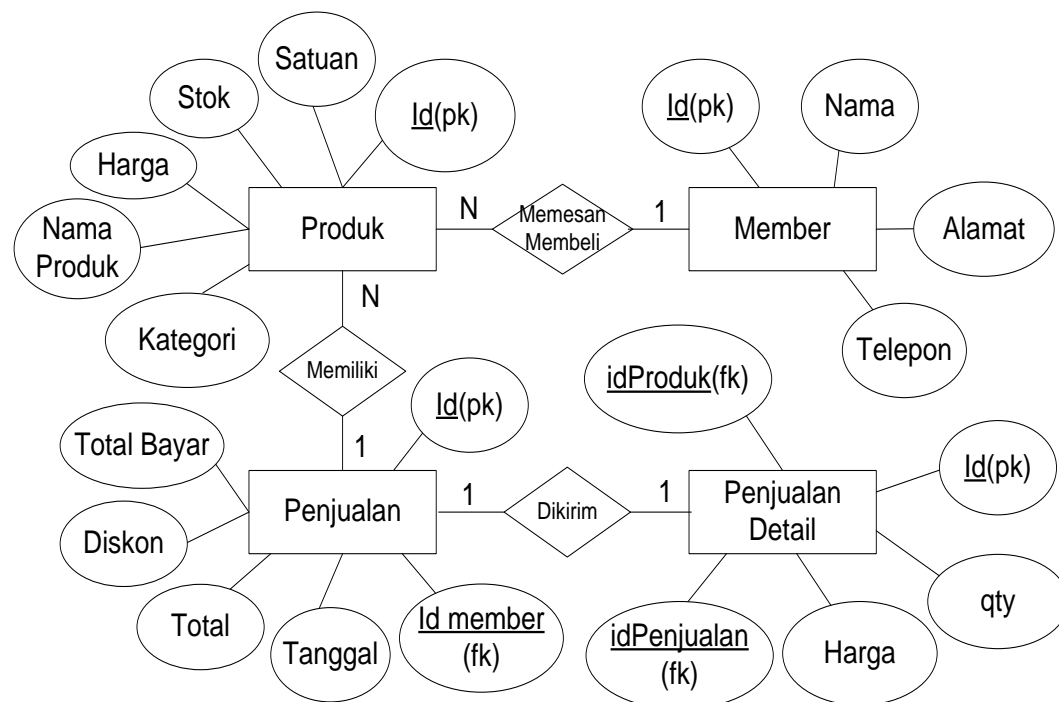 Satuan
Stok
Id(pk)
Harga
Nama
Produk
Kategori
Produk
N
Memesan
Membeli
1
Member
Id(pk)
Nama
Alamat
Telepon
N
Memiliki
1
Id(pk)
Total Bayar
Diskon
Total
Tanggal
Id member
(fk)
Penjualan
1
Dikirim
1
Penjualan
Detail
idProduk(fk)
Id(pk)
qty
Harga
idPenjualan
(fk)